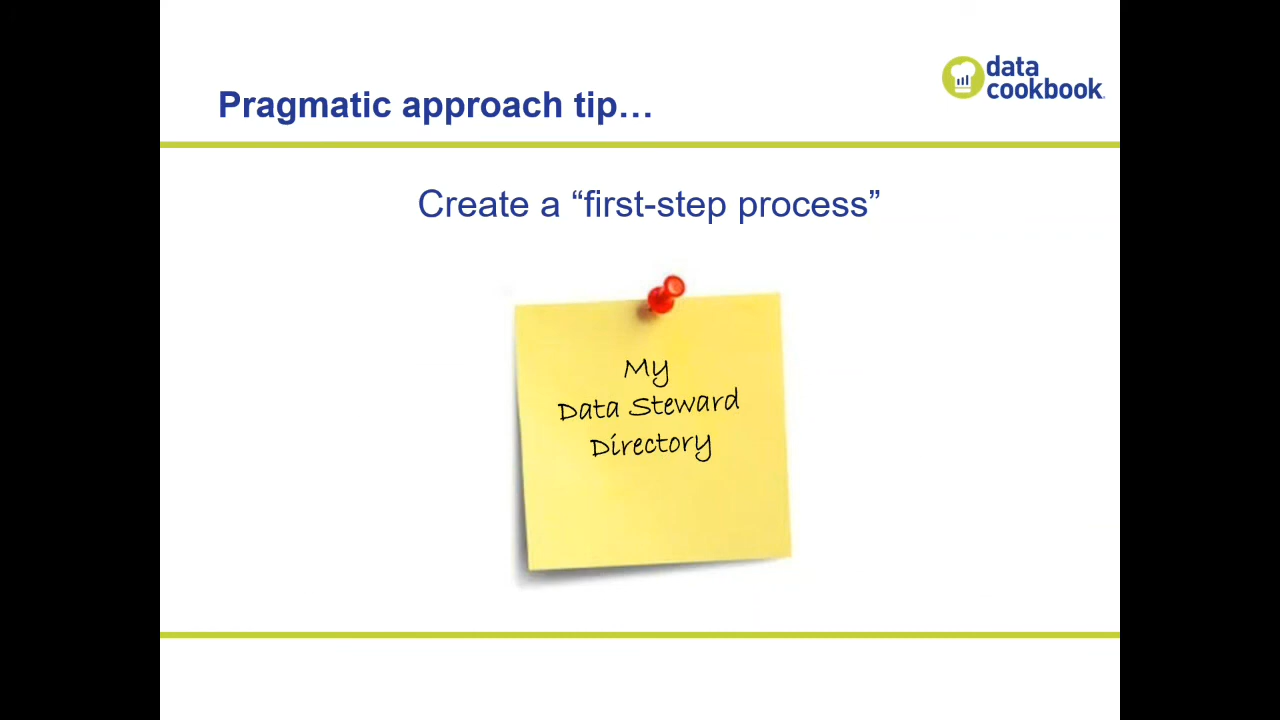 data
cookbook
Pragmatic approach tip…
Create a “first-step process”
My
Data Steward
Directory